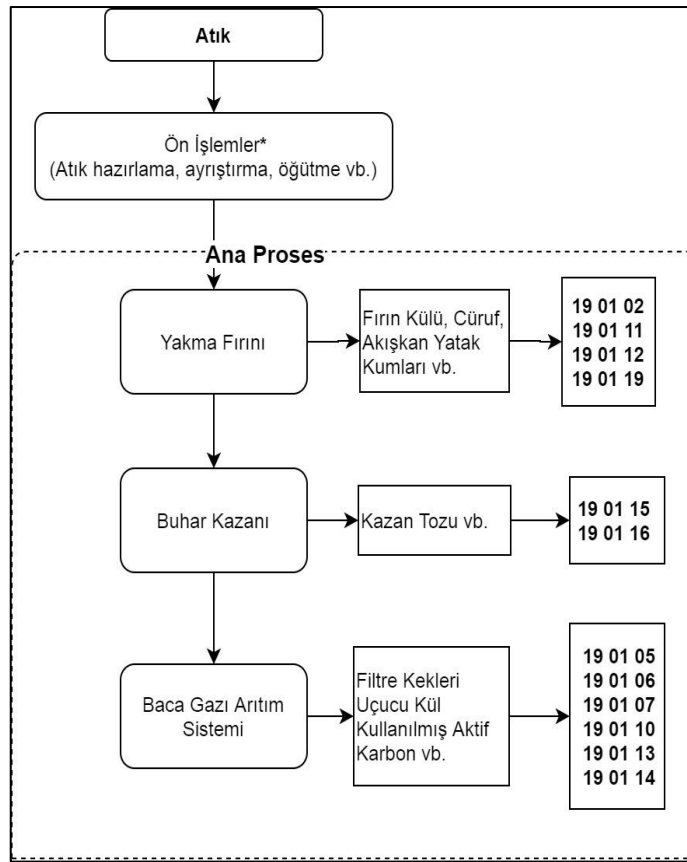 Atık
Ön İşlemler*
(Atık hazırlama, ayrıştırma, öğütme vb.)
Ana Proses
Yakma Fırını
Fırın Külü, Cüruf,
Akışkan Yatak
Kumları vb.
19 01 02
19 01 11
19 01 12
19 01 19
Buhar Kazanı
Kazan Tozu vb.
19 01 15
19 01 16
Baca Gazı Arıtım
Sistemi
Filtre Kekleri
Uçucu Kül
Kullanılmış Aktif
Karbon vb.
19 01 05
19 01 06
19 01 07
19 01 10
19 01 13
19 01 14